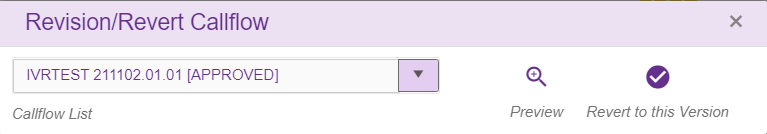 Revision/Revert Callflow
IVRTEST 211102.01.01 [APPROVED]
Callflow List
Preview
Revert to this Version